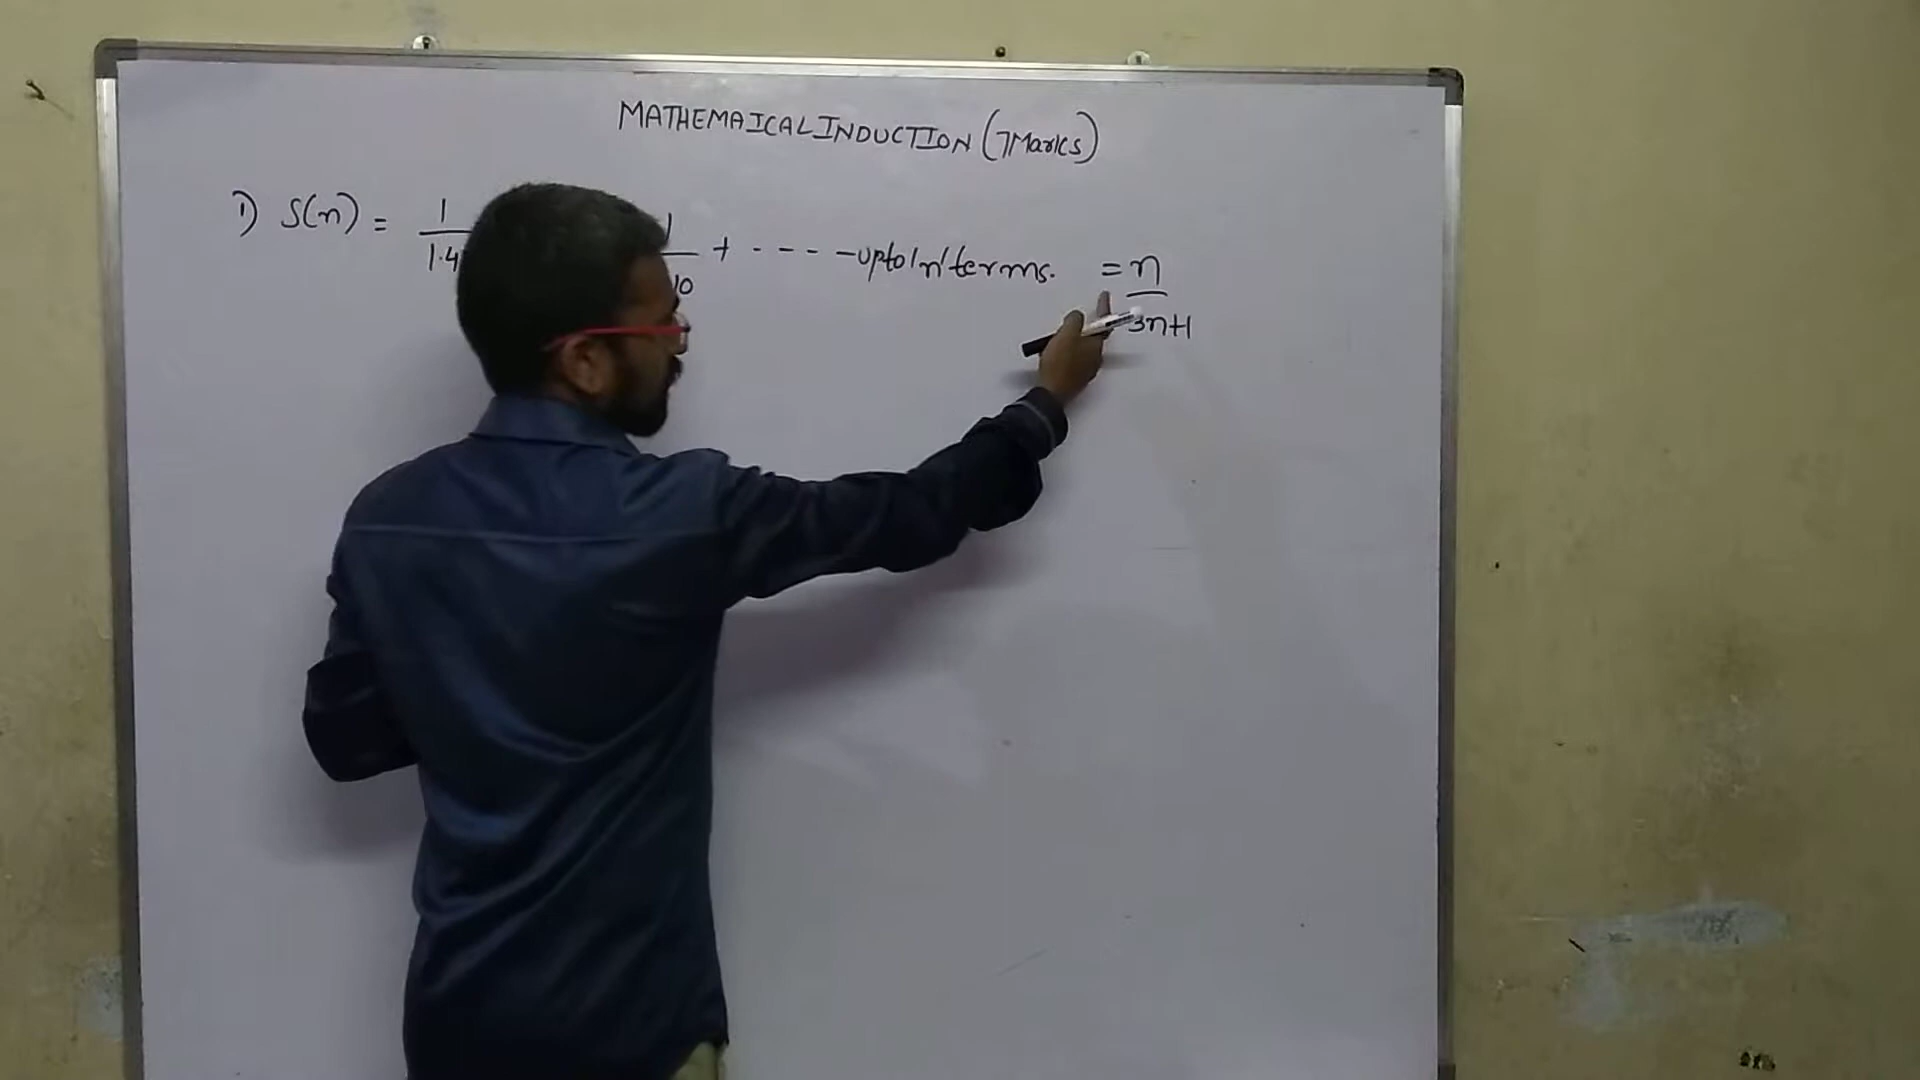 MATHEMAICAL INDUCTION (7Marks)
1) S(n) = 1/1.4 1/10 + - - - - upto 'n' terms. = n/3n+1